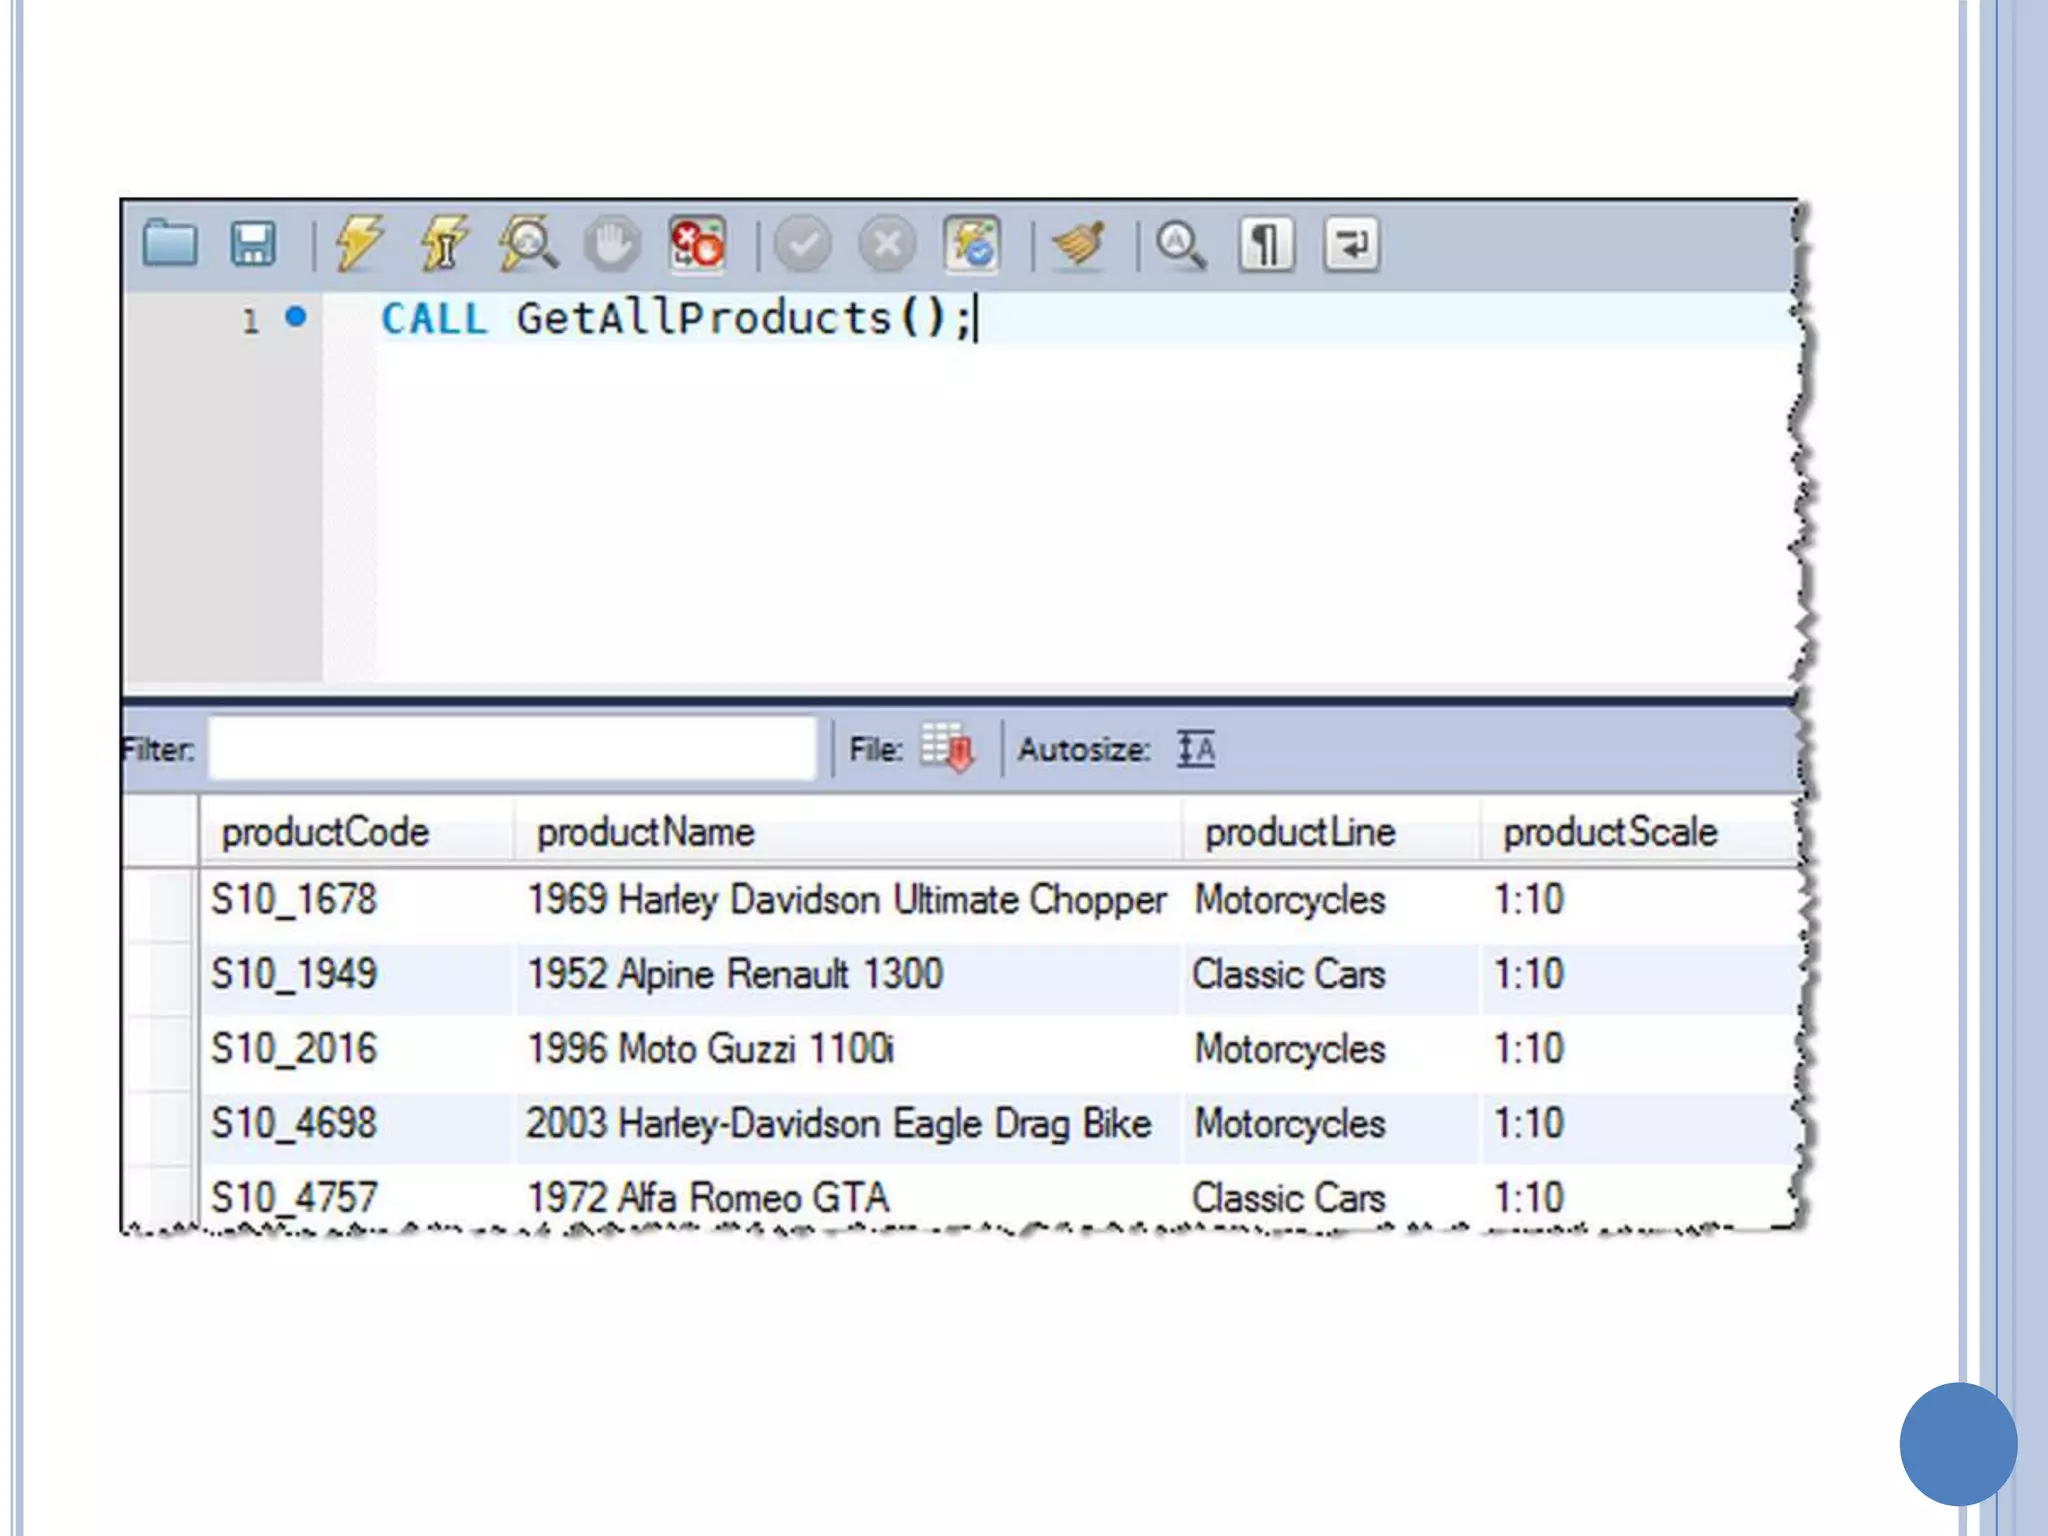 1 CALL GetAllProducts();
Filter: File: Autosize:
productCode productName productLine productScale
S10_1678 1969 Harley Davidson Ultimate Chopper Motorcycles 1:10
S10_1949 1952 Alpine Renault 1300 Classic Cars 1:10
S10_2016 1996 Moto Guzzi 1100i Motorcycles 1:10
S10_4698 2003 Harley-Davidson Eagle Drag Bike Motorcycles 1:10
S10_4757 1972 Alfa Romeo GTA Classic Cars 1:10